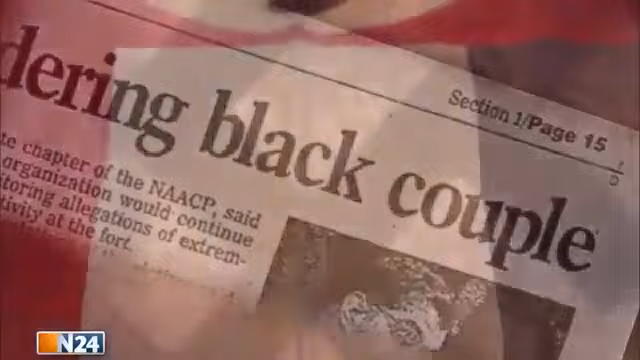 Section 1/Page 15
dering black couple
te chapter of the NAACP, said
organization would continue
toring allegations of extrem-
tivity at the fort.
N24